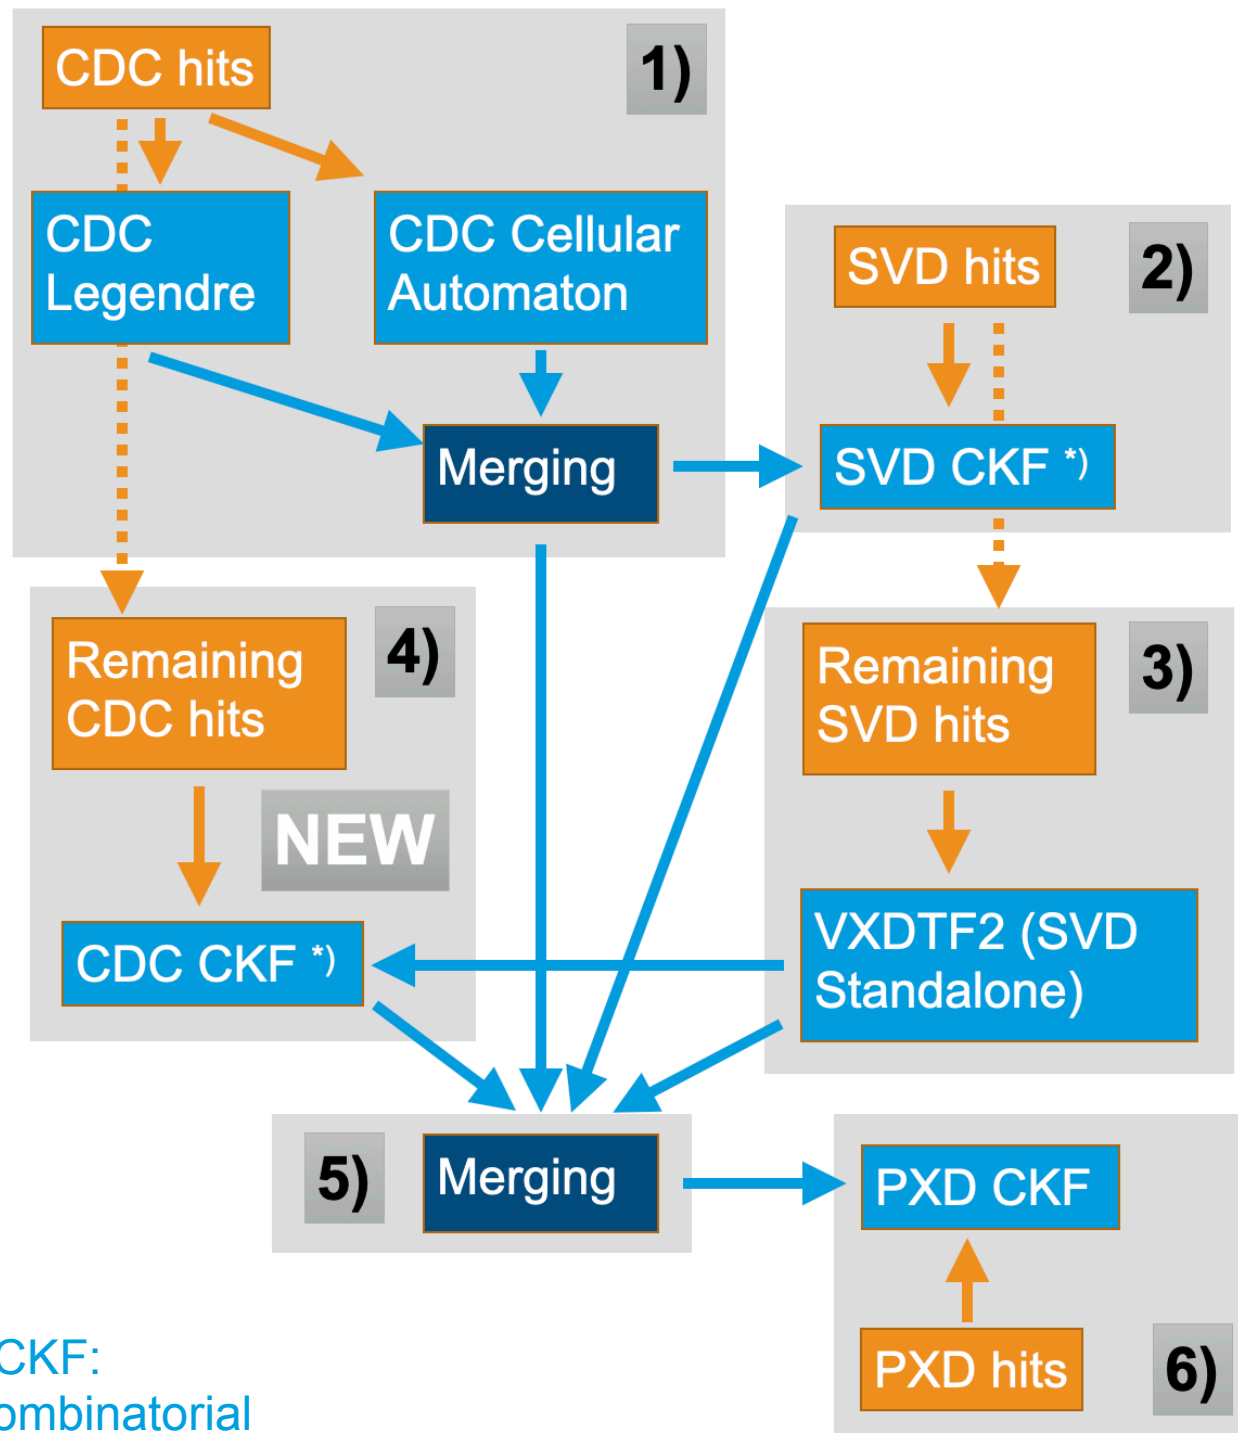 CDC hits
1)
CDC
Legendre
CDC Cellular
Automaton
Merging
SVD hits
2)
SVD CKF *)
Remaining
CDC hits
4)
NEW
CDC CKF *)
Remaining
SVD hits
3)
VXDTF2 (SVD
Standalone)
5)
Merging
PXD CKF
PXD hits
6)
CKF:
ombinatorial